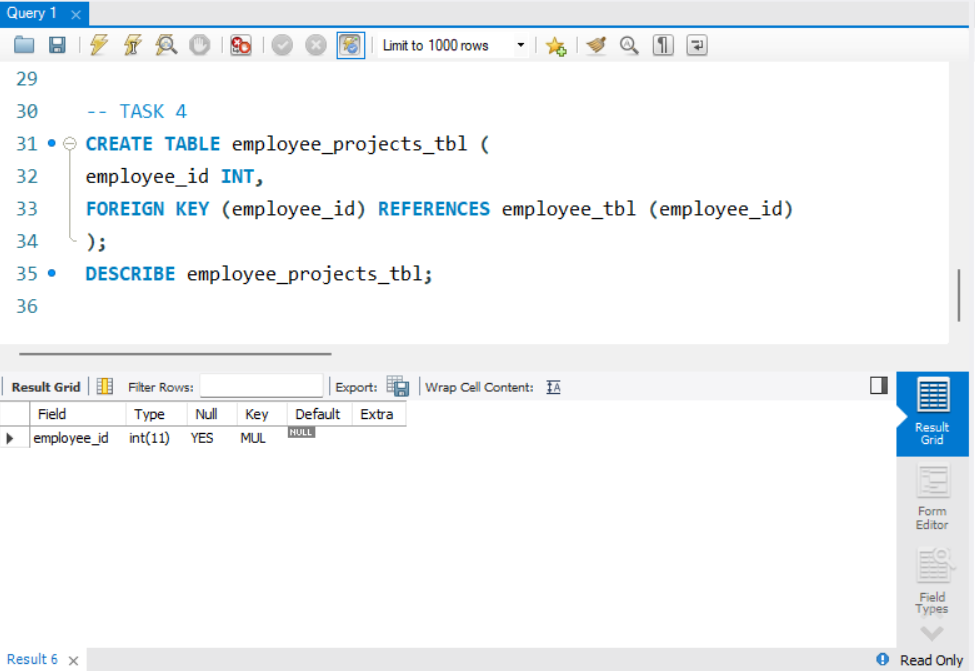 Query 1
Limit to 1000 rows
29
30 -- TASK 4
31 CREATE TABLE employee_projects_tbl (
32 employee_id INT,
33 FOREIGN KEY (employee_id) REFERENCES employee_tbl (employee_id)
34 );
35 DESCRIBE employee_projects_tbl;
36
Result Grid Filter Rows: Export: Wrap Cell Content: IA
Field Type Null Key Default Extra
employee_id int(11) YES MUL NULL
Result
Grid
Form
Editor
Field
Types
Result 6 Read Only